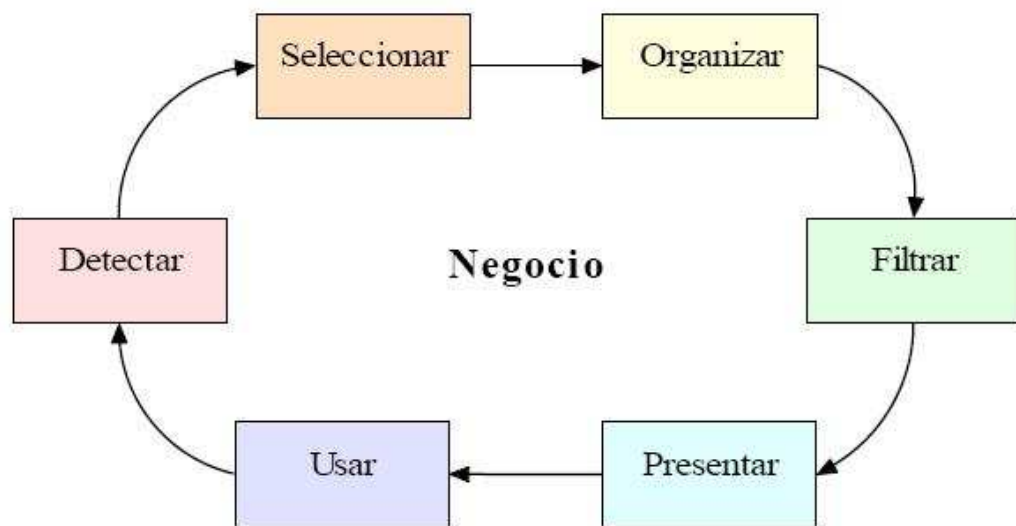 Seleccionar
Organizar
Detectar
Negocio
Filtrar
Usar
Presentar